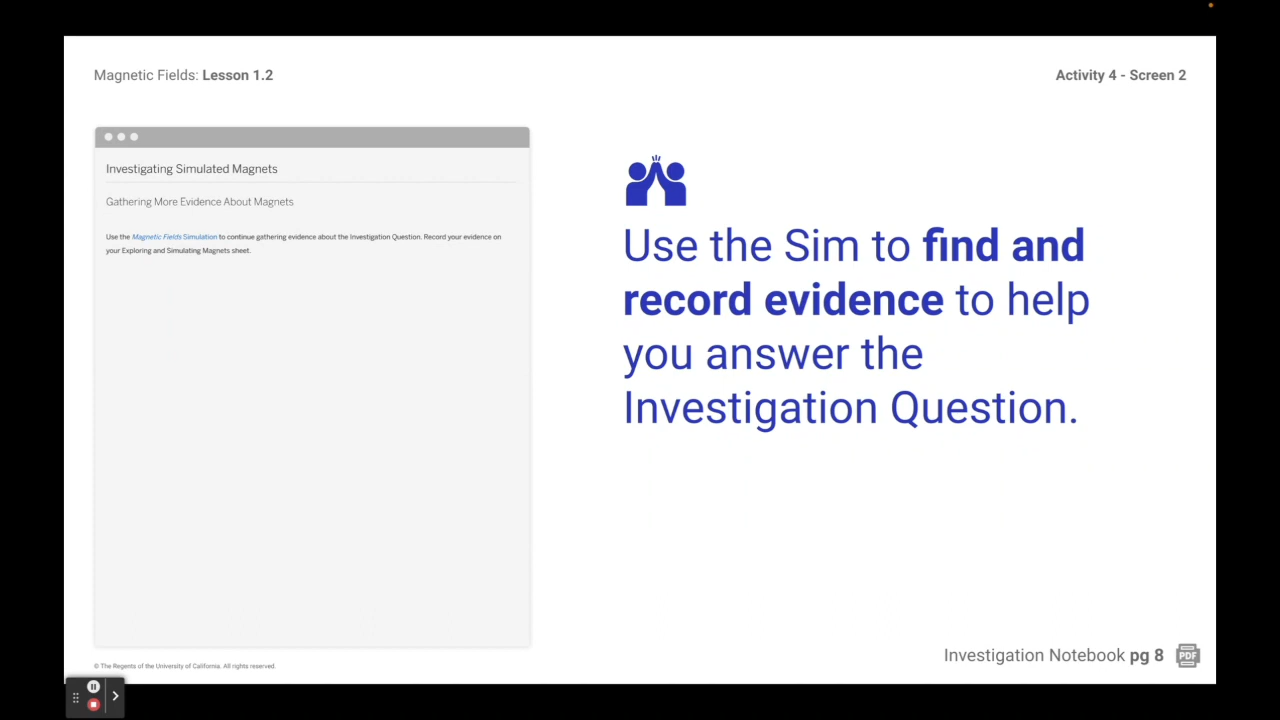 Magnetic Fields: Lesson 1.2
Activity 4 - Screen 2
Investigating Simulated Magnets
Gathering More Evidence About Magnets
Use the Magnetic Fields Simulation to continue gathering evidence about the Investigation Question. Record your evidence on
your Exploring and Simulating Magnets sheet.
Use the Sim to find and
record evidence to help
you answer the
Investigation Question.
Investigation Notebook pg 8
PDF
© The Regents of the University of California. All rights reserved.